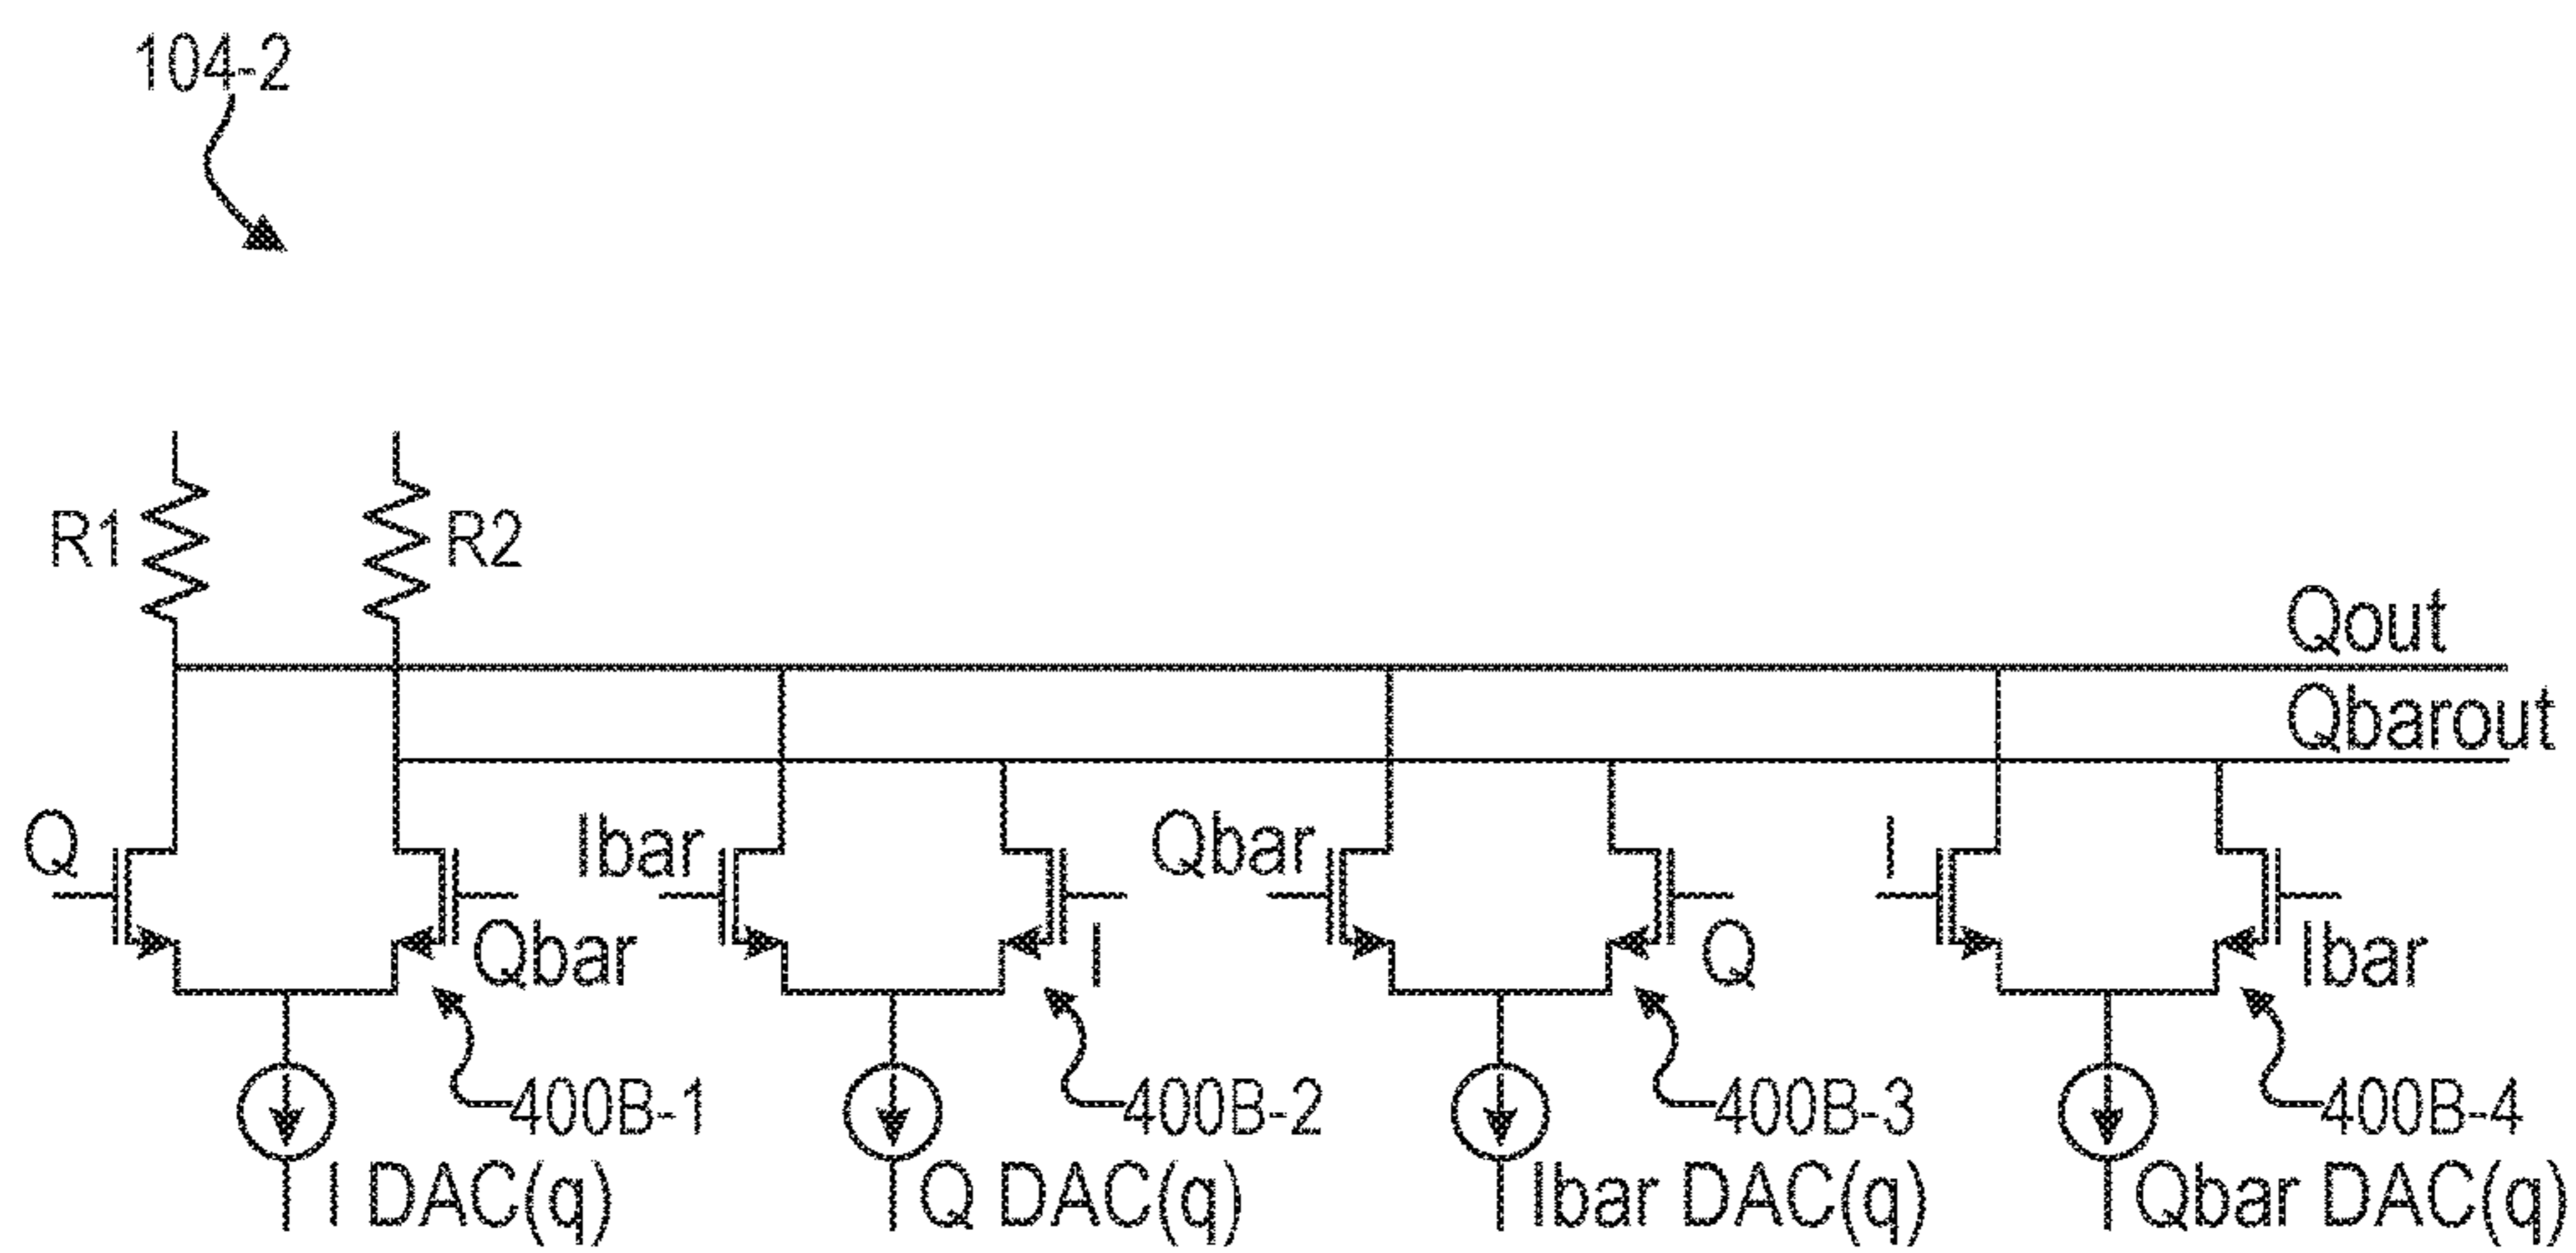 104-2
R1
R2
Qout
Qbarout
Q
Qbar
Ibar
I
Qbar
Q
I
Ibar
400B-1
400B-2
400B-3
400B-4
I DAC(q)
Q DAC(q)
Ibar DAC(q)
Qbar DAC(q)